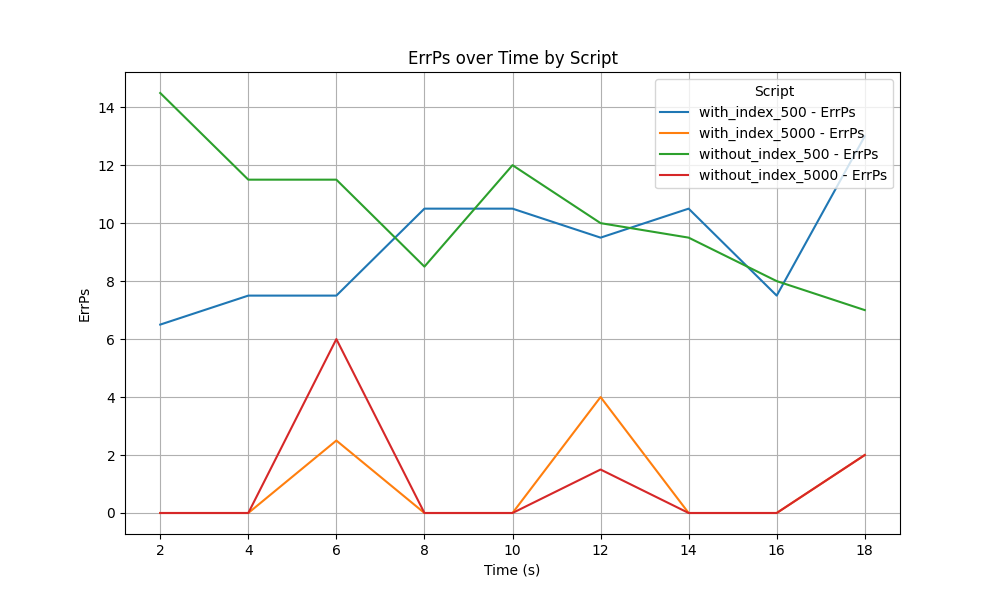 ErrPs over Time by Script
Script
with_index_500 - ErrPs
with_index_5000 - ErrPs
without_index_500 - ErrPs
without_index_5000 - ErrPs
ErrPs
14
12
10
8
6
4
2
0
2 4 6 8 10 12 14 16 18
Time (s)